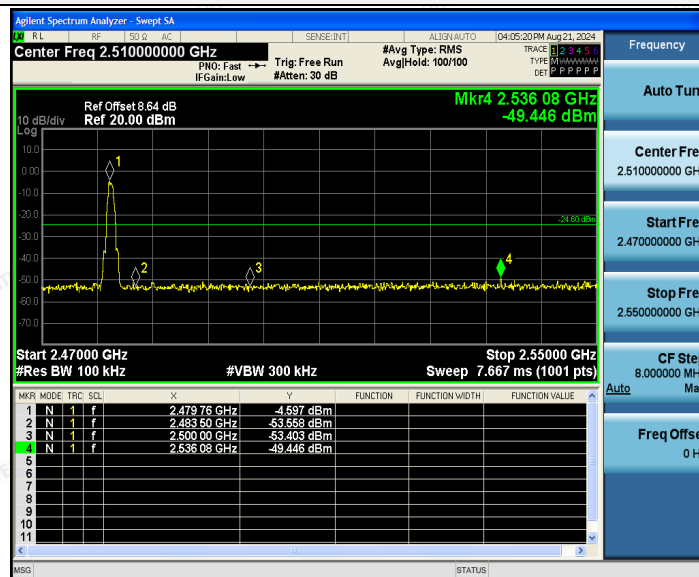 Agilent Spectrum Analyzer - Swept SA
LXI RL RF 50 Ω AC SENSE:INT ALIGN AUTO 04:05:20 PM Aug 21, 2024
Center Freq 2.510000000 GHz
PNO: Fast
IFGain:Low
Trig: Free Run
#Atten: 30 dB
#Avg Type: RMS
Avg|Hold: 100/100
TRACE 1 2 3 4 5 6
TYPE M W W W W W
DET P P P P P P
Mkr4 2.536 08 GHz
-49.446 dBm
Ref Offset 8.64 dB
10 dB/div Ref 20.00 dBm
Log
10.0
0.00
-10.0
-20.0
-30.0
-40.0
-50.0
-60.0
-70.0
1
-24.60 dBm
2
3
4
Start 2.47000 GHz Stop 2.55000 GHz
#Res BW 100 kHz #VBW 300 kHz Sweep 7.667 ms (1001 pts)
MKR MODE TRC SCL X Y FUNCTION FUNCTION WIDTH FUNCTION VALUE
1 N 1 f 2.479 76 GHz -4.597 dBm
2 N 1 f 2.483 50 GHz -53.558 dBm
3 N 1 f 2.500 00 GHz -53.403 dBm
4 N 1 f 2.536 08 GHz -49.446 dBm
5
6
7
8
9
10
11
MSG STATUS
Frequency
Auto Tun
Center Fre
2.510000000 GH
Start Fre
2.470000000 GH
Stop Fre
2.550000000 GH
CF Ste
8.000000 MH
Auto Ma
Freq Offse
0 H